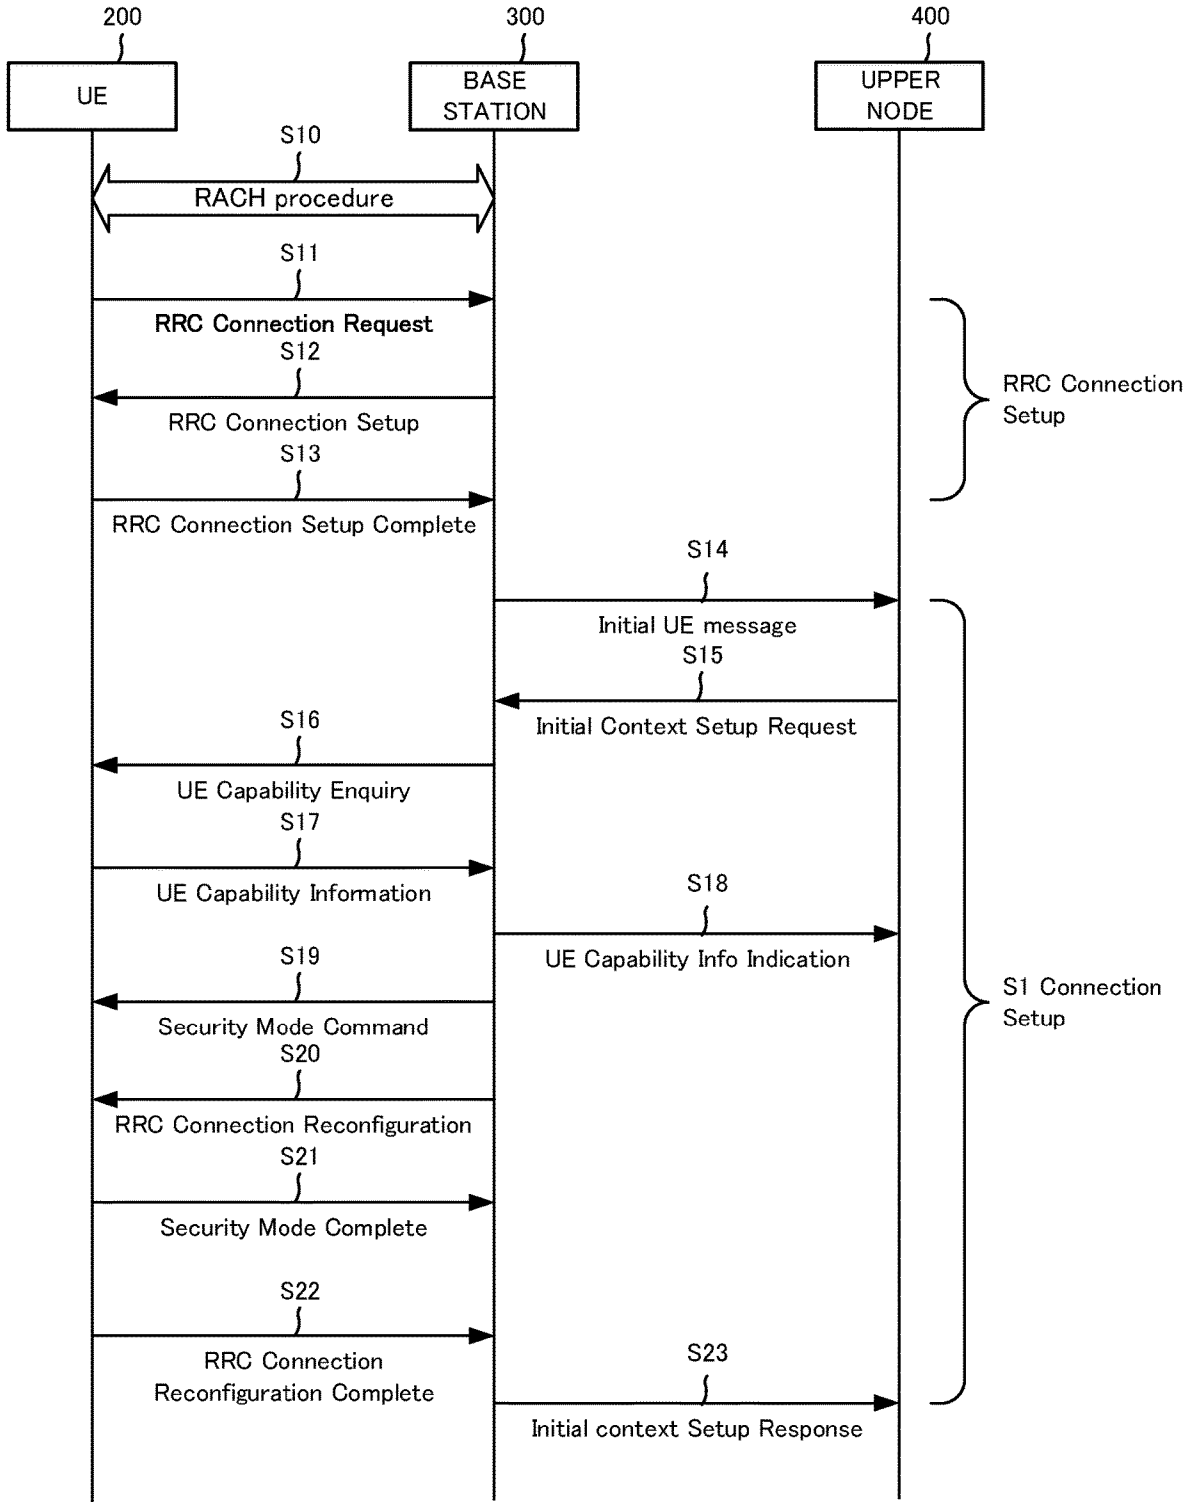 200
300
400
UE
BASE
STATION
UPPER
NODE
S10
RACH procedure
S11
RRC Connection Request
S12
RRC Connection Setup
S13
RRC Connection Setup Complete
RRC Connection
Setup
S14
Initial UE message
S15
Initial Context Setup Request
S16
UE Capability Enquiry
S17
UE Capability Information
S18
UE Capability Info Indication
S19
Security Mode Command
S20
RRC Connection Reconfiguration
S1 Connection
Setup
S21
Security Mode Complete
S22
RRC Connection
Reconfiguration Complete
S23
Initial context Setup Response